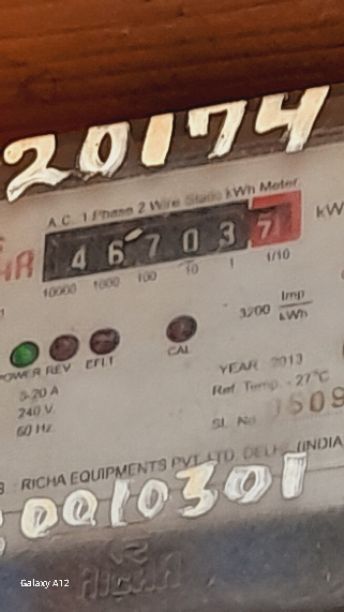 20174
A.C. 1 Phase 2 Wire Static kWh Meter
4 6 7 0 3 7
kW
10000 1000 100 10 1 1/10
3200 Imp/kWh
POWER REV EFLT CAL
YEAR 2013
5-20 A
Ref. Temp. - 27°C
240 V.
Sl. No. 1509
50 Hz
RICHA EQUIPMENTS PVT. LTD. DELHI (INDIA
0010301
Galaxy A12